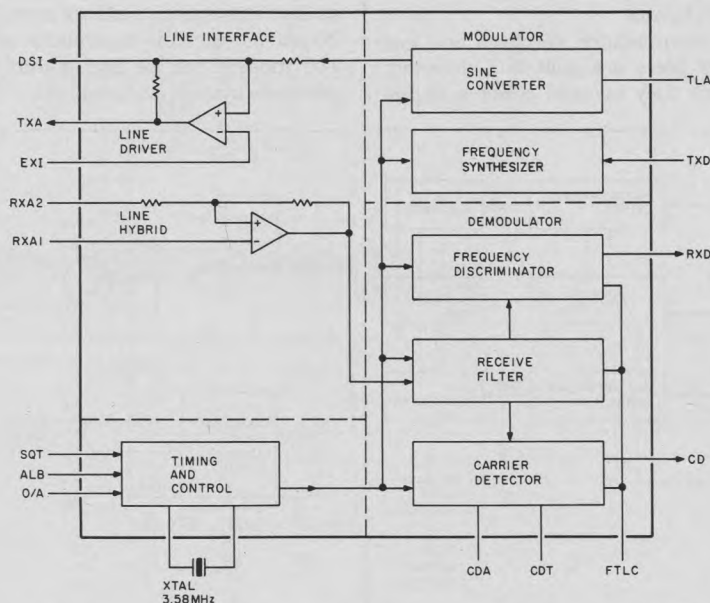 LINE INTERFACE
MODULATOR
DSI
SINE
CONVERTER
TLA
TXA
LINE
DRIVER
FREQUENCY
SYNTHESIZER
TXD
EXI
RXA2
LINE
HYBRID
DEMODULATOR
RXA1
FREQUENCY
DISCRIMINATOR
RXD
RECEIVE
FILTER
SQT
ALB
O/A
TIMING
AND
CONTROL
CARRIER
DETECTOR
CD
CDA
CDT
FTLC
XTAL
3.58MHz
+
-
+
-